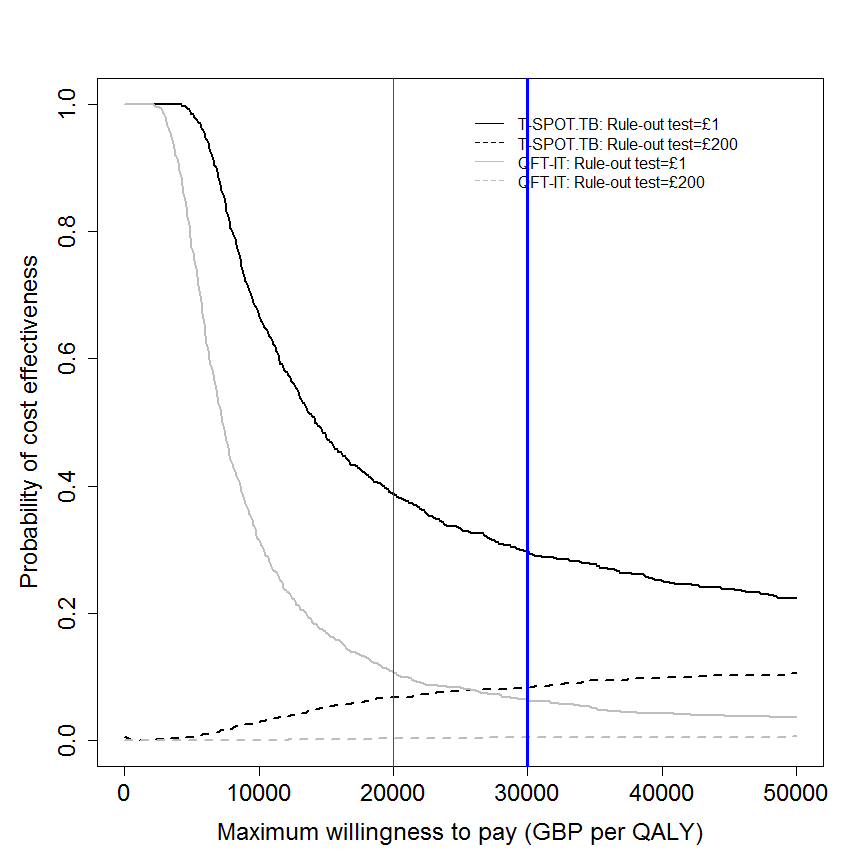 T-SPOT.TB: Rule-out test=£1
T-SPOT.TB: Rule-out test=£200
QFT-IT: Rule-out test=£1
QFT-IT: Rule-out test=£200
Probability of cost effectiveness
1.0
0.8
0.6
0.4
0.2
0.0
0
10000
20000
30000
40000
50000
Maximum willingness to pay (GBP per QALY)